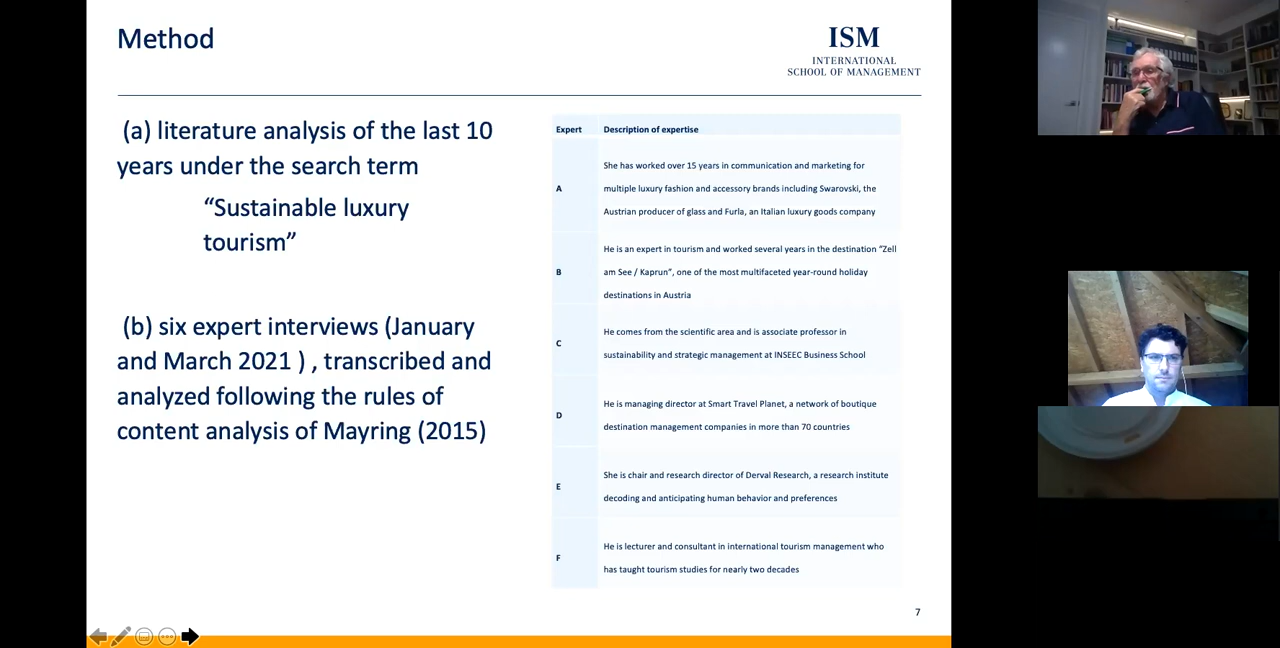 Method
ISM
INTERNATIONAL
SCHOOL OF MANAGEMENT
(a) literature analysis of the last 10
years under the search term
“Sustainable luxury
tourism”
(b) six expert interviews (January
and March 2021 ) , transcribed and
analyzed following the rules of
content analysis of Mayring (2015)
Expert Description of expertise
She has worked over 15 years in communication and marketing for
A multiple luxury fashion and accessory brands including Swarovski, the
Austrian producer of glass and Furla, an Italian luxury goods company
He is an expert in tourism and worked several years in the destination “Zell
B am See / Kaprun”, one of the most multifaceted year-round holiday
destinations in Austria
He comes from the scientific area and is associate professor in
C
sustainability and strategic management at INSEEC Business School
He is managing director at Smart Travel Planet, a network of boutique
D
destination management companies in more than 70 countries
She is chair and research director of Derval Research, a research institute
E
decoding and anticipating human behavior and preferences
He is lecturer and consultant in international tourism management who
F
has taught tourism studies for nearly two decades
7